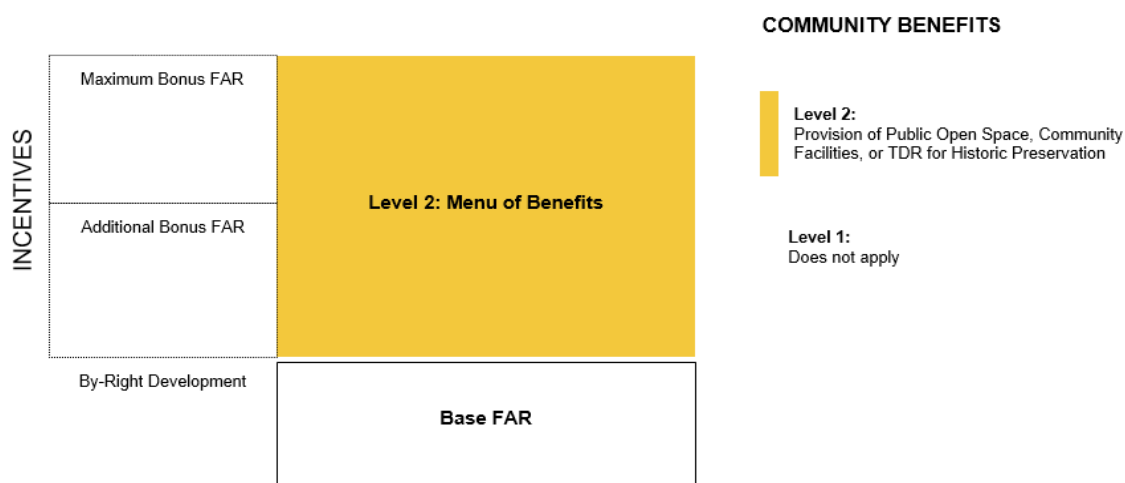 COMMUNITY BENEFITS
INCENTIVES
Maximum Bonus FAR
Additional Bonus FAR
By-Right Development
Level 2: Menu of Benefits
Base FAR
Level 2:
Provision of Public Open Space, Community
Facilities, or TDR for Historic Preservation
Level 1:
Does not apply